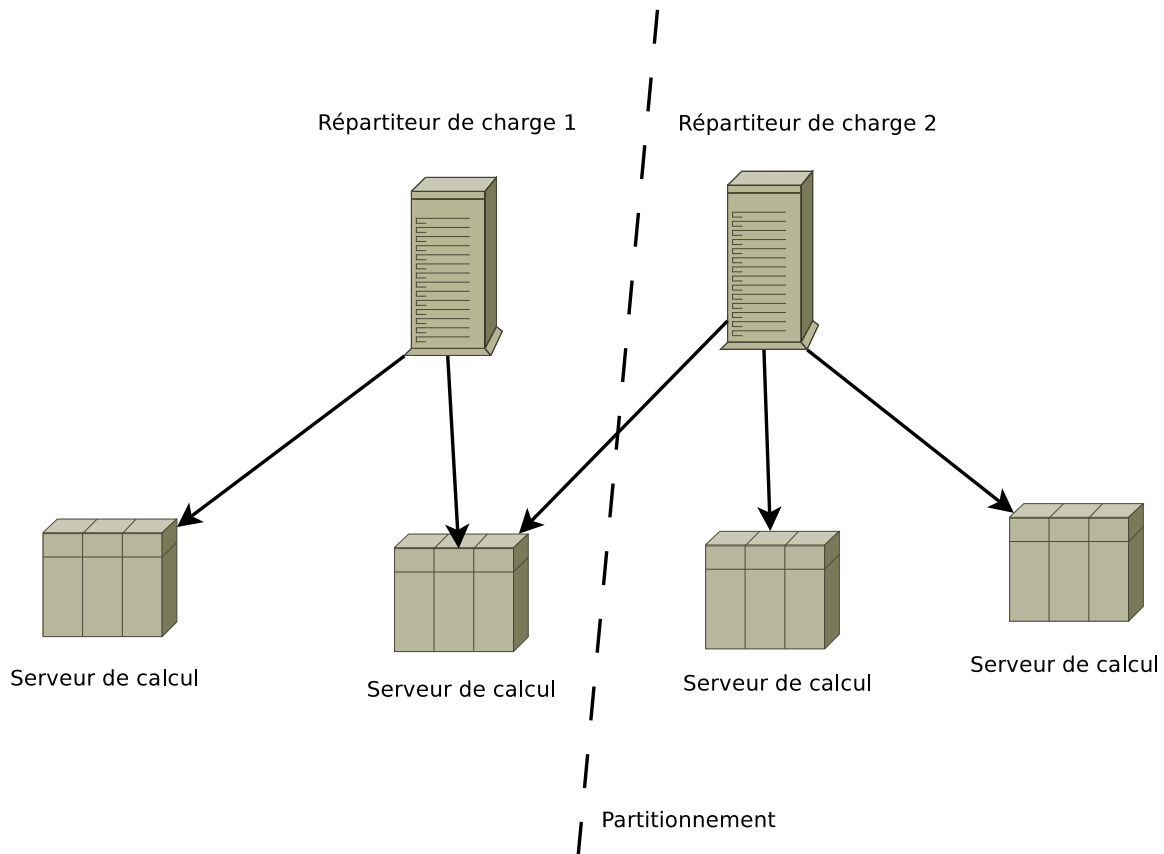 Répartiteur de charge 1
Répartiteur de charge 2
Serveur de calcul
Serveur de calcul
Serveur de calcul
Serveur de calcul
Partitionnement